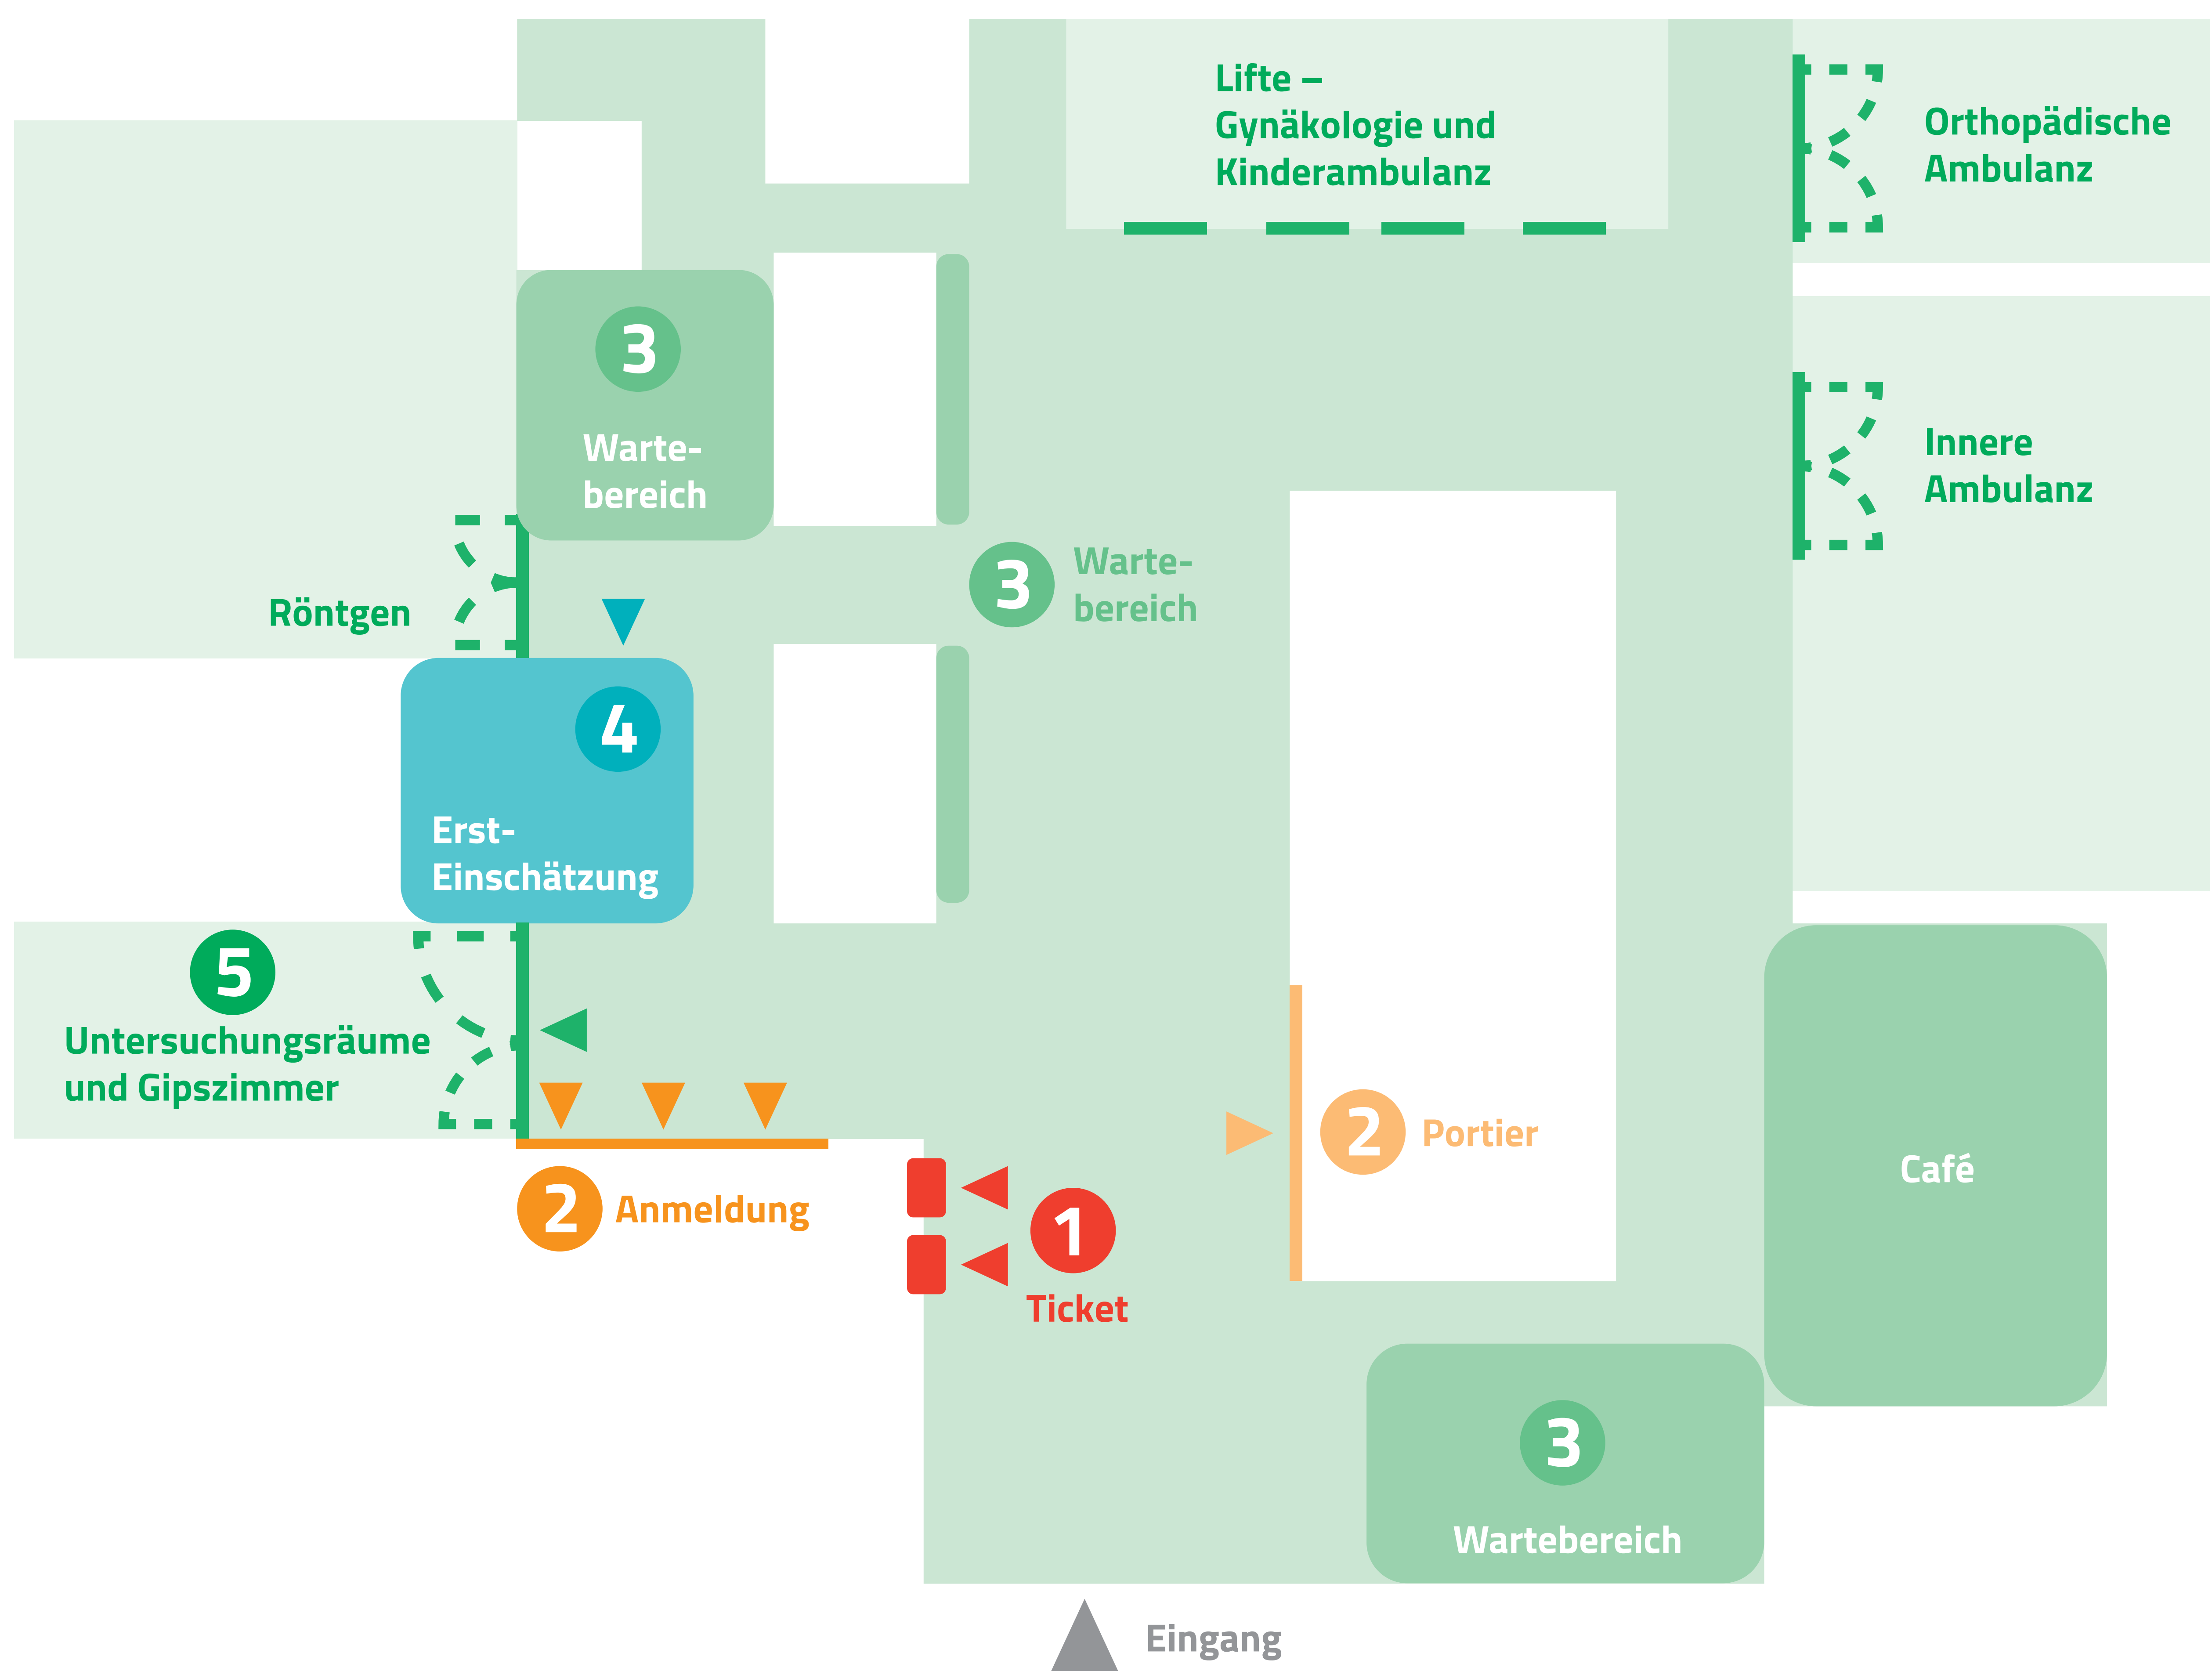 Lifte –
Gynäkologie und
Kinderambulanz
Orthopädische
Ambulanz
3
Warte-
bereich
Innere
Ambulanz
3
Warte-
bereich
Röntgen
4
Erst-
Einschätzung
5
Untersuchungsräume
und Gipszimmer
2
Portier
Café
2
Anmeldung
1
Ticket
3
Wartebereich
Eingang